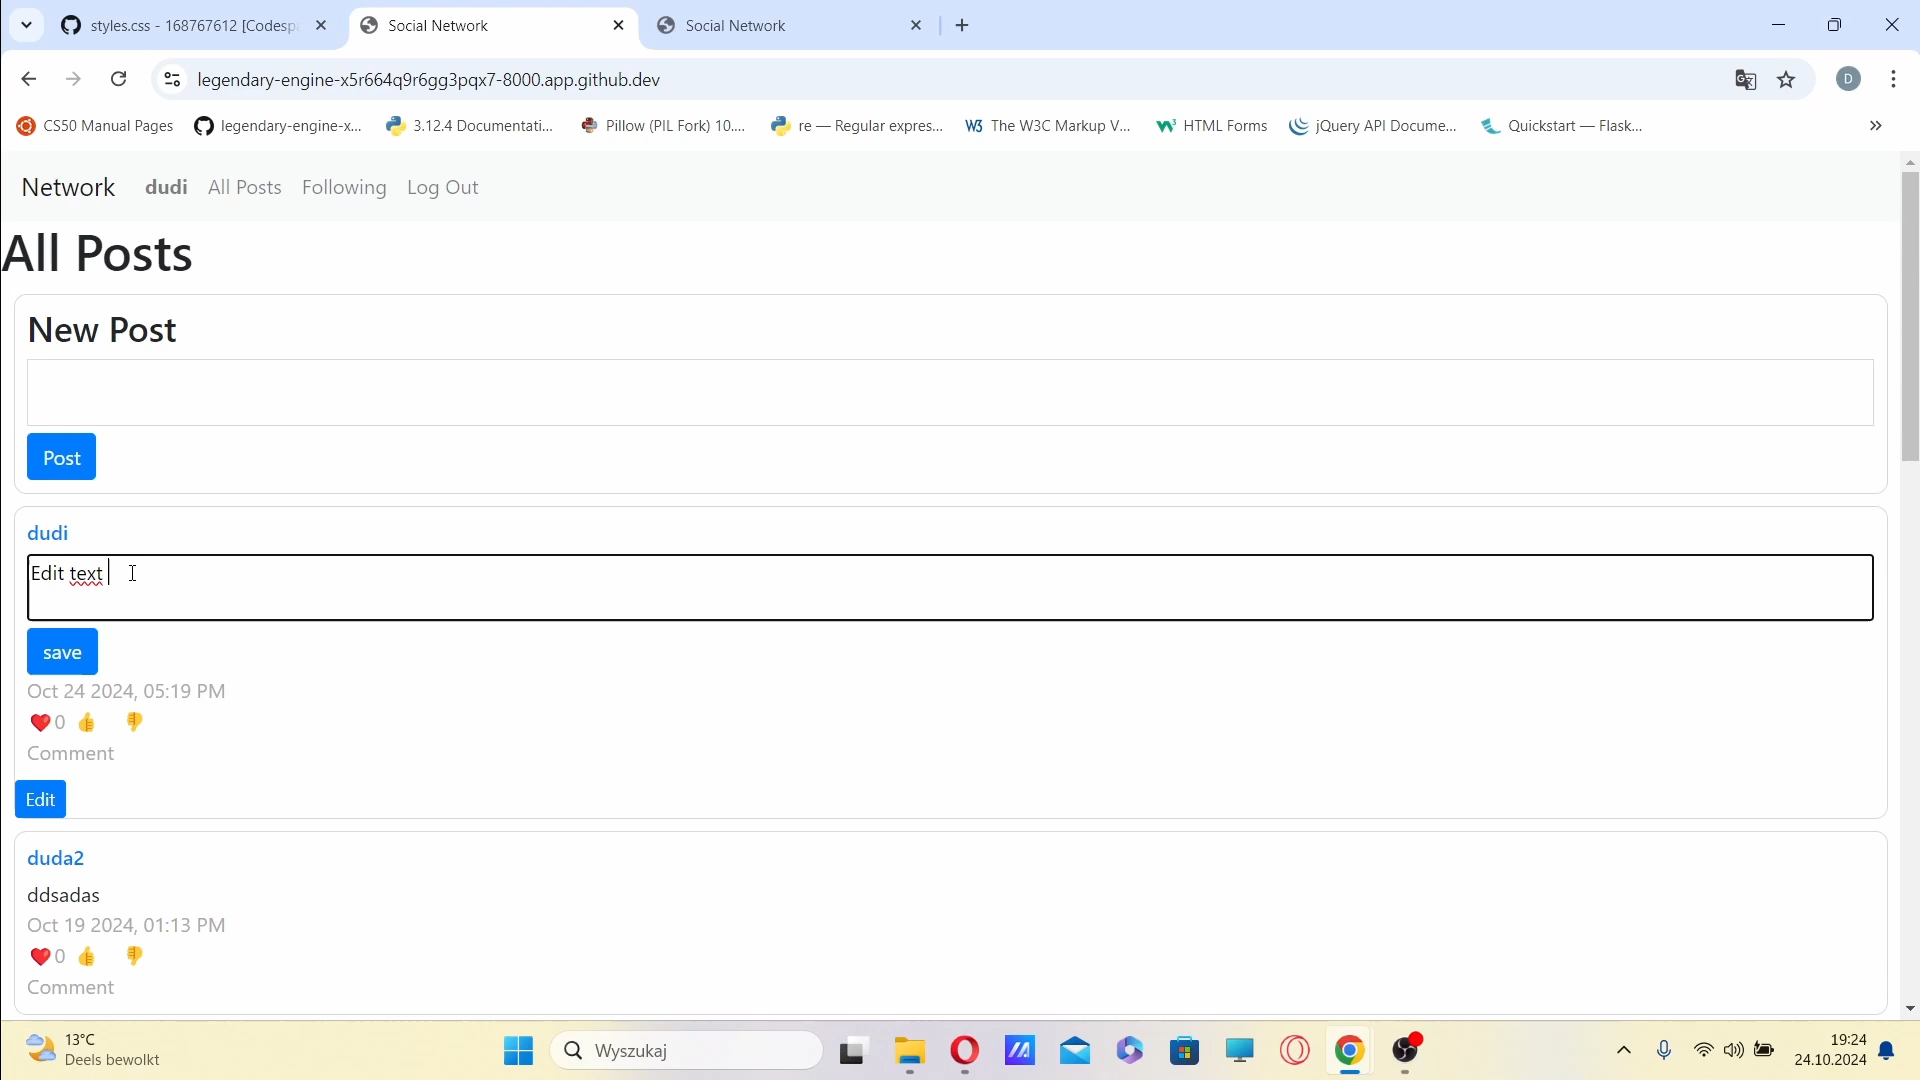 styles.css - 168767612 [Codesp
Social Network
Social Network
legendary-engine-x5r664q9r6gg3pqx7-8000.app.github.dev
D
CS50 Manual Pages
legendary-engine-x...
3.12.4 Documentati...
Pillow (PIL Fork) 10....
re — Regular expres...
The W3C Markup V...
HTML Forms
jQuery API Docume...
Quickstart — Flask...
Network dudi All Posts Following Log Out
All Posts
New Post
Post
dudi
Edit text
save
Oct 24 2024, 05:19 PM
❤️0 👍 👎
Comment
Edit
duda2
ddsadas
Oct 19 2024, 01:13 PM
❤️0 👍 👎
Comment
13°C
Deels bewolkt
Wyszukaj
19:24
24.10.2024